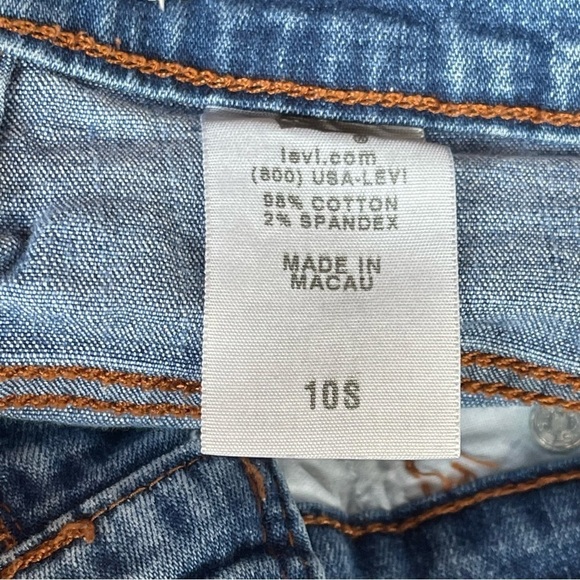 ®
levi.com
(800) USA-LEVI
98% COTTON
2% SPANDEX
MADE IN
MACAU
10S